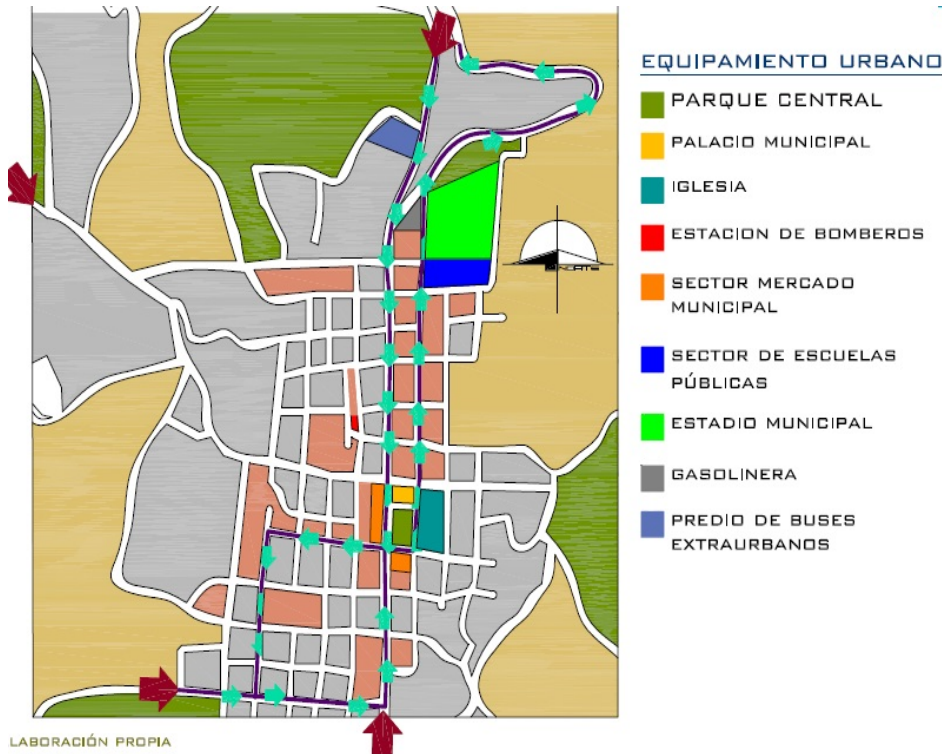 EQUIPAMIENTO URBANO
PARQUE CENTRAL
PALACIO MUNICIPAL
IGLESIA
ESTACION DE BOMBEROS
SECTOR MERCADO
MUNICIPAL
SECTOR DE ESCUELAS
PÚBLICAS
ESTADIO MUNICIPAL
GASOLINERA
PREDIO DE BUSES
EXTRAURBANOS
NORTE
LABORACIÓN PROPIA